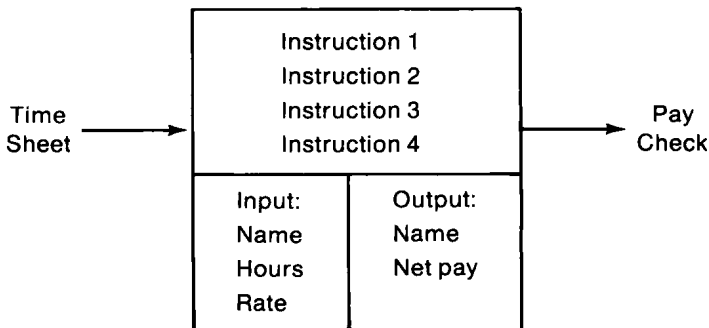 Instruction 1
Instruction 2
Instruction 3
Instruction 4
Time
Sheet
Pay
Check
Input:
Name
Hours
Rate
Output:
Name
Net pay